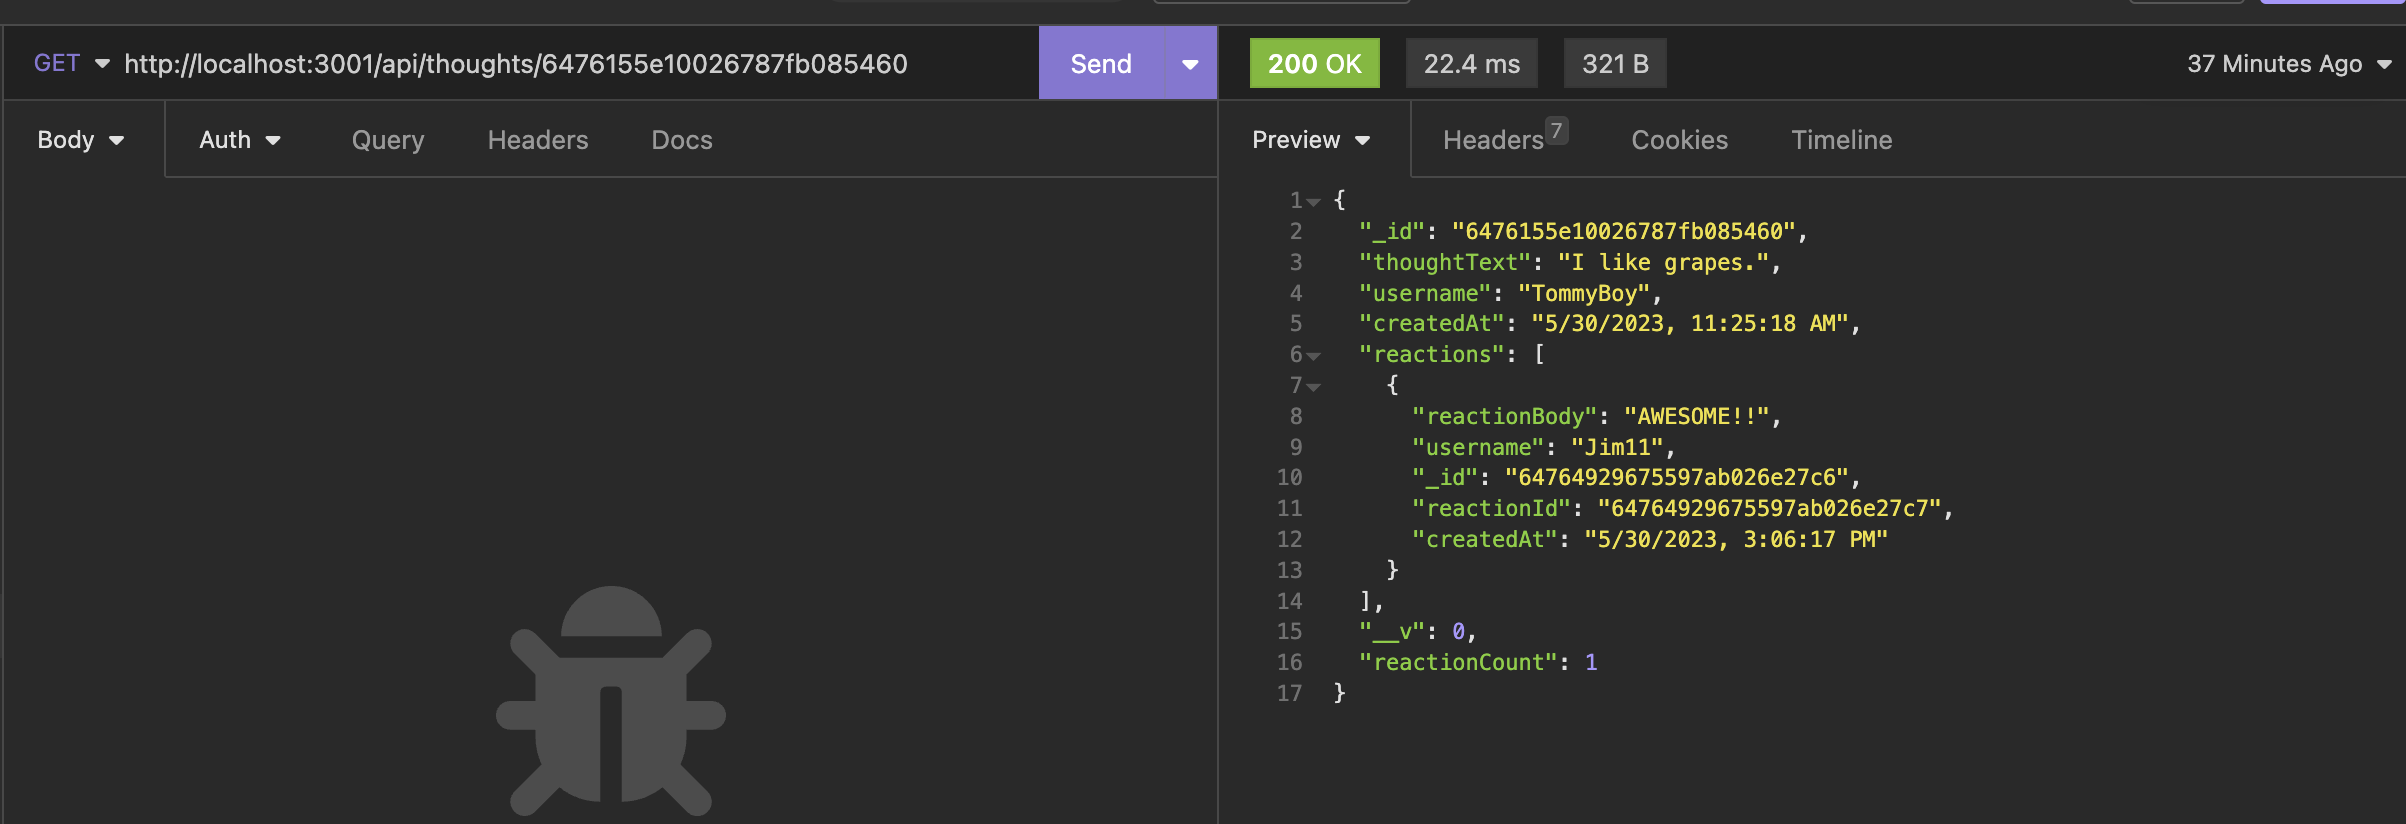 GET http://localhost:3001/api/thoughts/6476155e10026787fb085460 Send 200 OK 22.4 ms 321 B 37 Minutes Ago
Body Auth Query Headers Docs Preview Headers 7 Cookies Timeline
1 {
2 "_id": "6476155e10026787fb085460",
3 "thoughtText": "I like grapes.",
4 "username": "TommyBoy",
5 "createdAt": "5/30/2023, 11:25:18 AM",
6 "reactions": [
7 {
8 "reactionBody": "AWESOME!!",
9 "username": "Jim11",
10 "_id": "64764929675597ab026e27c6",
11 "reactionId": "64764929675597ab026e27c7",
12 "createdAt": "5/30/2023, 3:06:17 PM"
13 }
14 ],
15 "__v": 0,
16 "reactionCount": 1
17 }